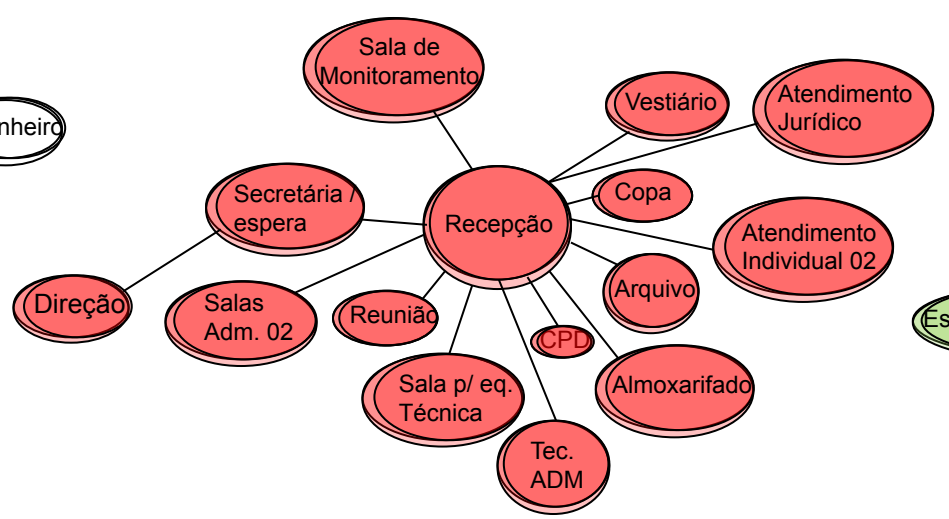 Sala de
Monitoramento
Vestiário
Atendimento
Jurídico
nheiro
Secretária /
espera
Copa
Recepção
Atendimento
Individual 02
Direção
Salas
Adm. 02
Reunião
Arquivo
CPD
Es
Sala p/ eq.
Técnica
Almoxarifado
Tec.
ADM